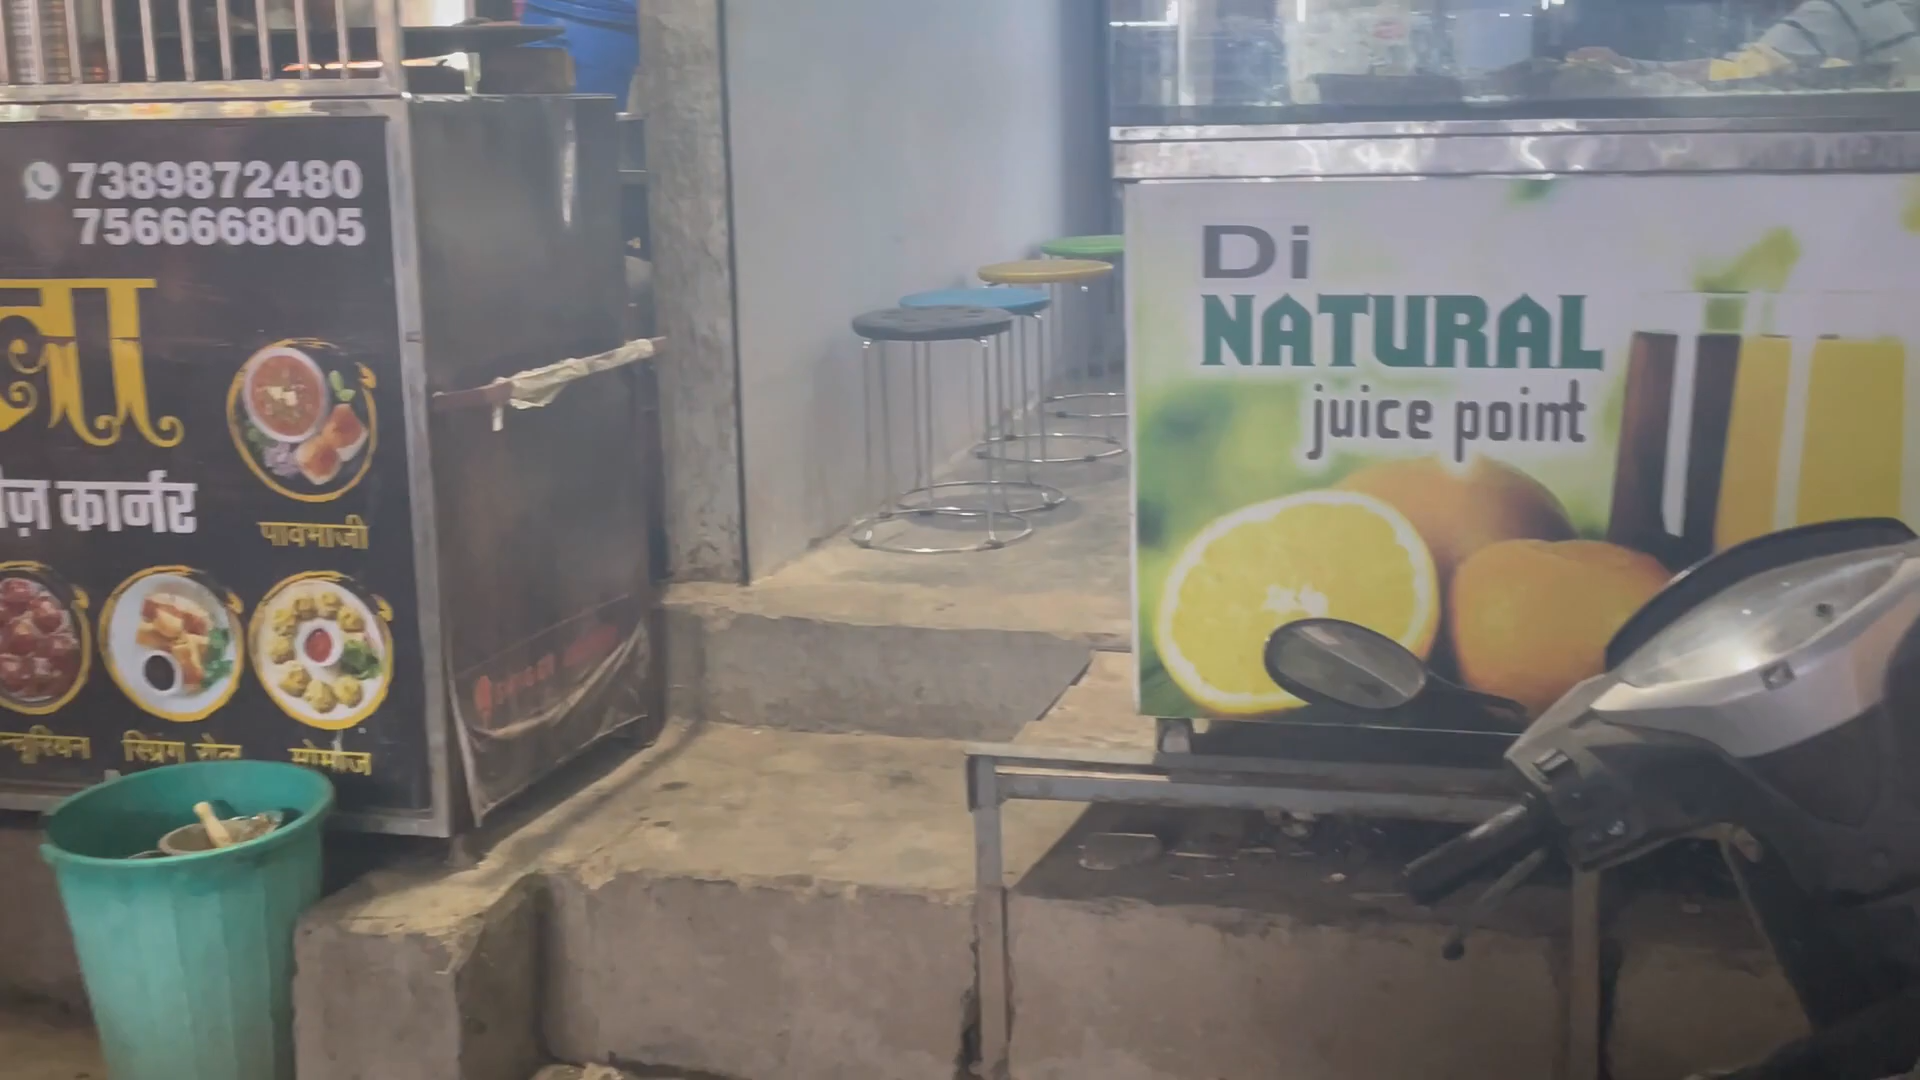 7389872480
7566668005
कार्नर
पावभाजी
स्प्रिंग रोल
मोमोज
Di
NATURAL
juice point